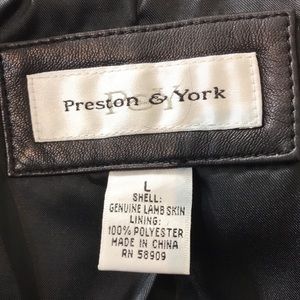 P&Y
Preston & York
L
SHELL:
GENUINE LAMB SKIN
LINING:
100% POLYESTER
MADE IN CHINA
RN 58909